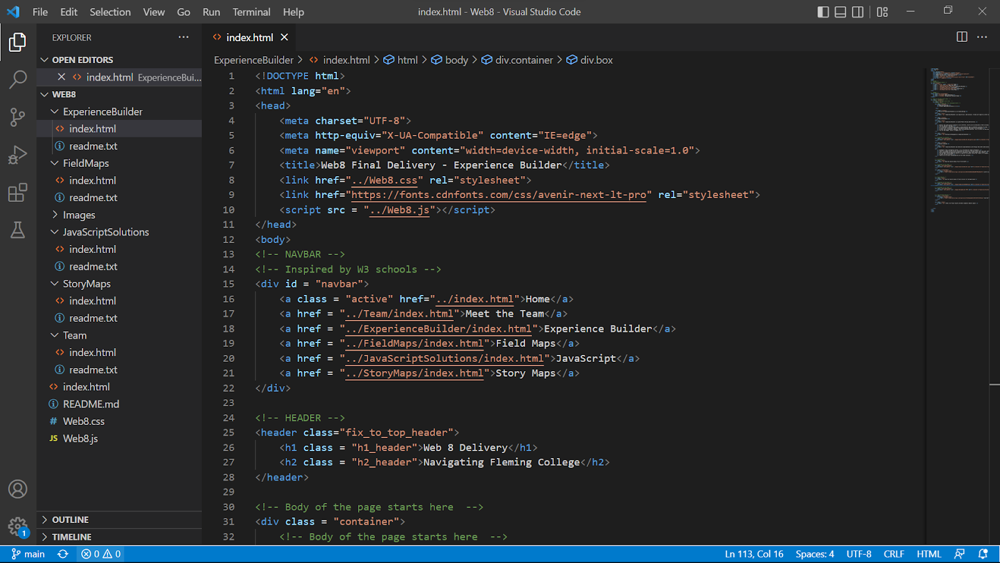 File Edit Selection View Go Run Terminal Help index.html - Web8 - Visual Studio Code
EXPLORER
OPEN EDITORS
index.html ExperienceBui...
WEB8
ExperienceBuilder
index.html
readme.txt
FieldMaps
index.html
readme.txt
Images
JavaScriptSolutions
index.html
readme.txt
StoryMaps
index.html
readme.txt
Team
index.html
readme.txt
index.html
README.md
# Web8.css
JS Web8.js
1
OUTLINE
TIMELINE
index.html
ExperienceBuilder > index.html > html > body > div.container > div.box
1 <!DOCTYPE html>
2 <html lang="en">
3 <head>
4 <meta charset="UTF-8">
5 <meta http-equiv="X-UA-Compatible" content="IE=edge">
6 <meta name="viewport" content="width=device-width, initial-scale=1.0">
7 <title>Web8 Final Delivery - Experience Builder</title>
8 <link href="../Web8.css" rel="stylesheet">
9 <link href="https://fonts.cdnfonts.com/css/avenir-next-lt-pro" rel="stylesheet">
10 <script src = "../Web8.js"></script>
11 </head>
12 <body>
13 <!-- NAVBAR -->
14 <!-- Inspired by W3 schools -->
15 <div id = "navbar">
16 <a class = "active" href="../index.html">Home</a>
17 <a href = "../Team/index.html">Meet the Team</a>
18 <a href = "../ExperienceBuilder/index.html">Experience Builder</a>
19 <a href = "../FieldMaps/index.html">Field Maps</a>
20 <a href = "../JavaScriptSolutions/index.html">JavaScript</a>
21 <a href = "../StoryMaps/index.html">Story Maps</a>
22 </div>
23
24 <!-- HEADER -->
25 <header class="fix_to_top_header">
26 <h1 class = "h1_header">Web 8 Delivery</h1>
27 <h2 class = "h2_header">Navigating Fleming College</h2>
28 </header>
29
30 <!-- Body of the page starts here  -->
31 <div class = "container">
32 <!-- Body of the page starts here  -->
main 0 0 Ln 113, Col 16 Spaces: 4 UTF-8 CRLF HTML